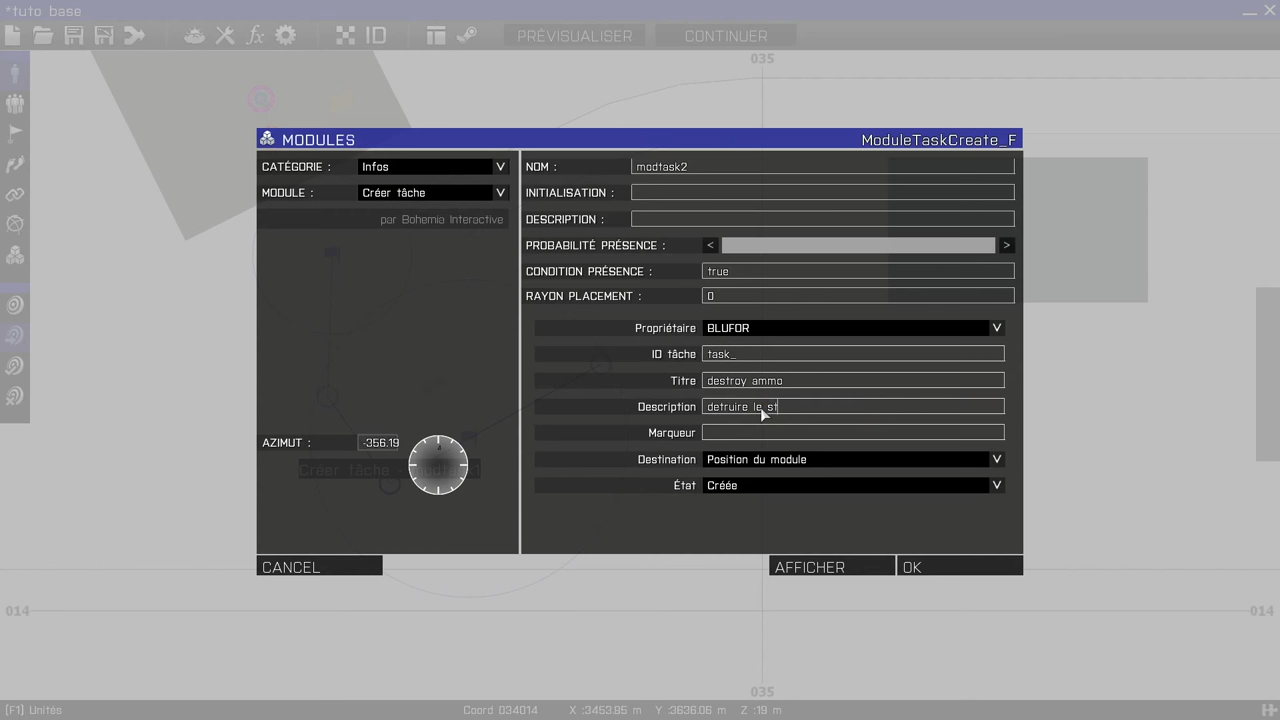 *tuto base
ID
PRÉVISUALISER
CONTINUER
035
MODULES
ModuleTaskCreate_F
CATÉGORIE : Infos
MODULE : Créer tâche
par Bohemia Interactive
NOM : modtask2
INITIALISATION :
DESCRIPTION :
PROBABILITÉ PRÉSENCE : < >
CONDITION PRÉSENCE : true
RAYON PLACEMENT : 0
Propriétaire BLUFOR
ID tâche task_
Titre destroy ammo
Description detruire le st
Marqueur
Destination Position du module
État Créée
AZIMUT : -356.19
Créer tâche -
CANCEL
AFFICHER
OK
014
014
035
[F1] Unités
Coord 034014 X :3453.85 m Y :3636.06 m Z :19 m